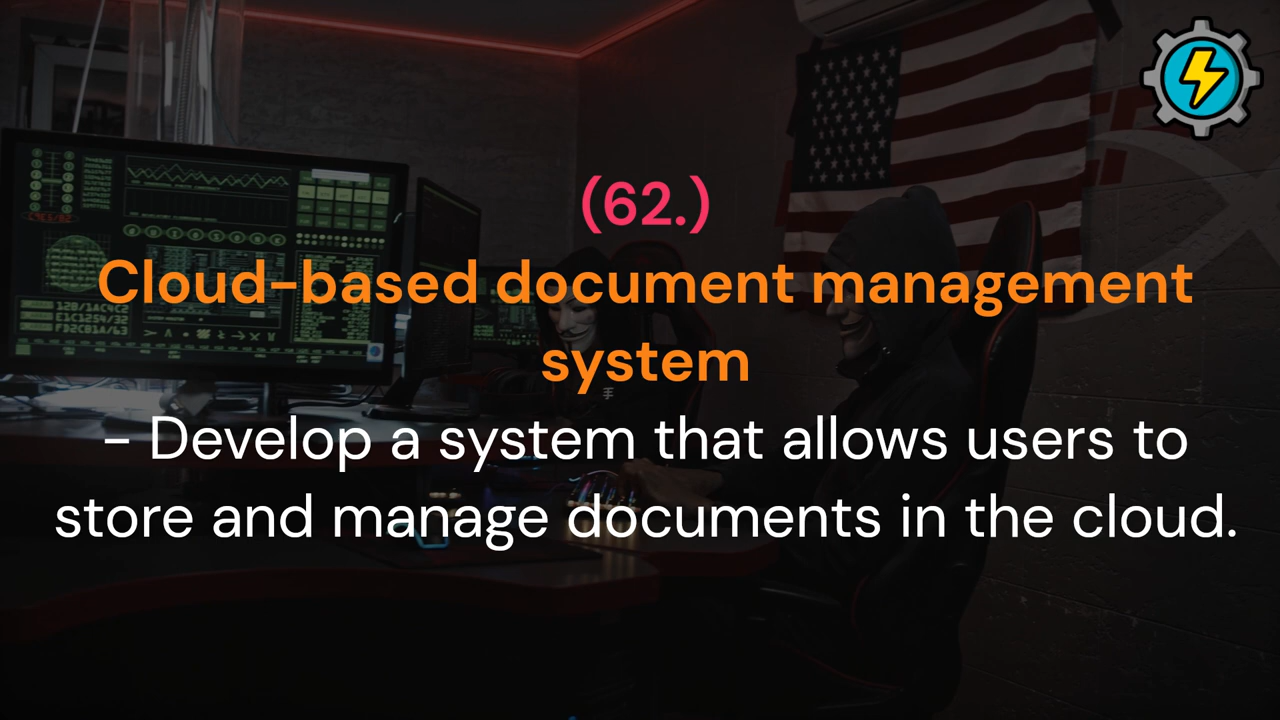 (62.)
Cloud-based document management
system
- Develop a system that allows users to
store and manage documents in the cloud.